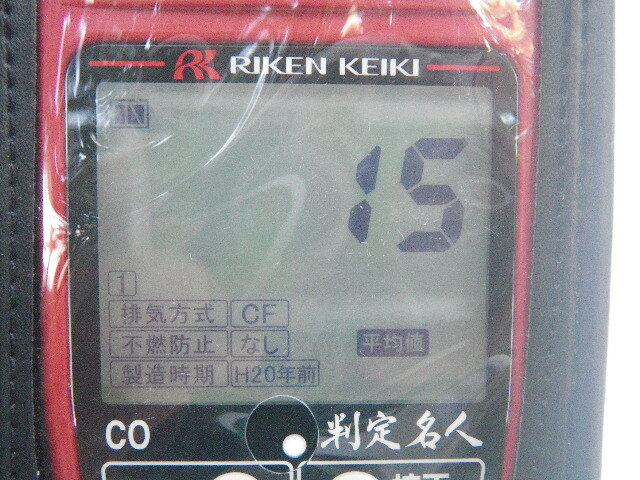 RIKEN KEIKI
15
1
排気方式 CF
不燃防止 なし 平均値
製造時期 H20年前
CO 判定名人